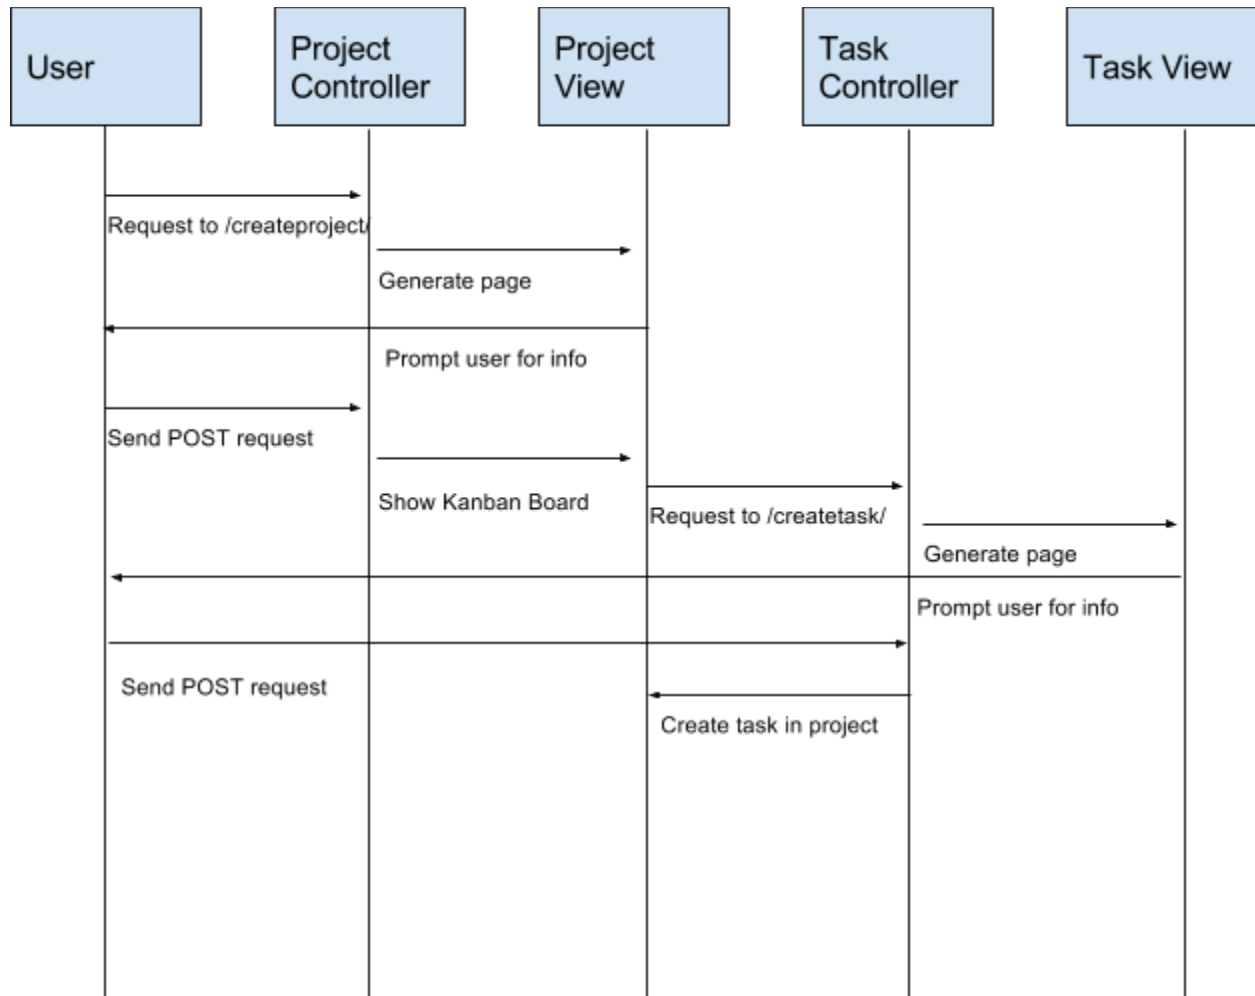 User
Project
Controller
Project
View
Task
Controller
Task View
Request to /createproject/
Generate page
Prompt user for info
Send POST request
Show Kanban Board
Request to /createtask/
Generate page
Prompt user for info
Send POST request
Create task in project